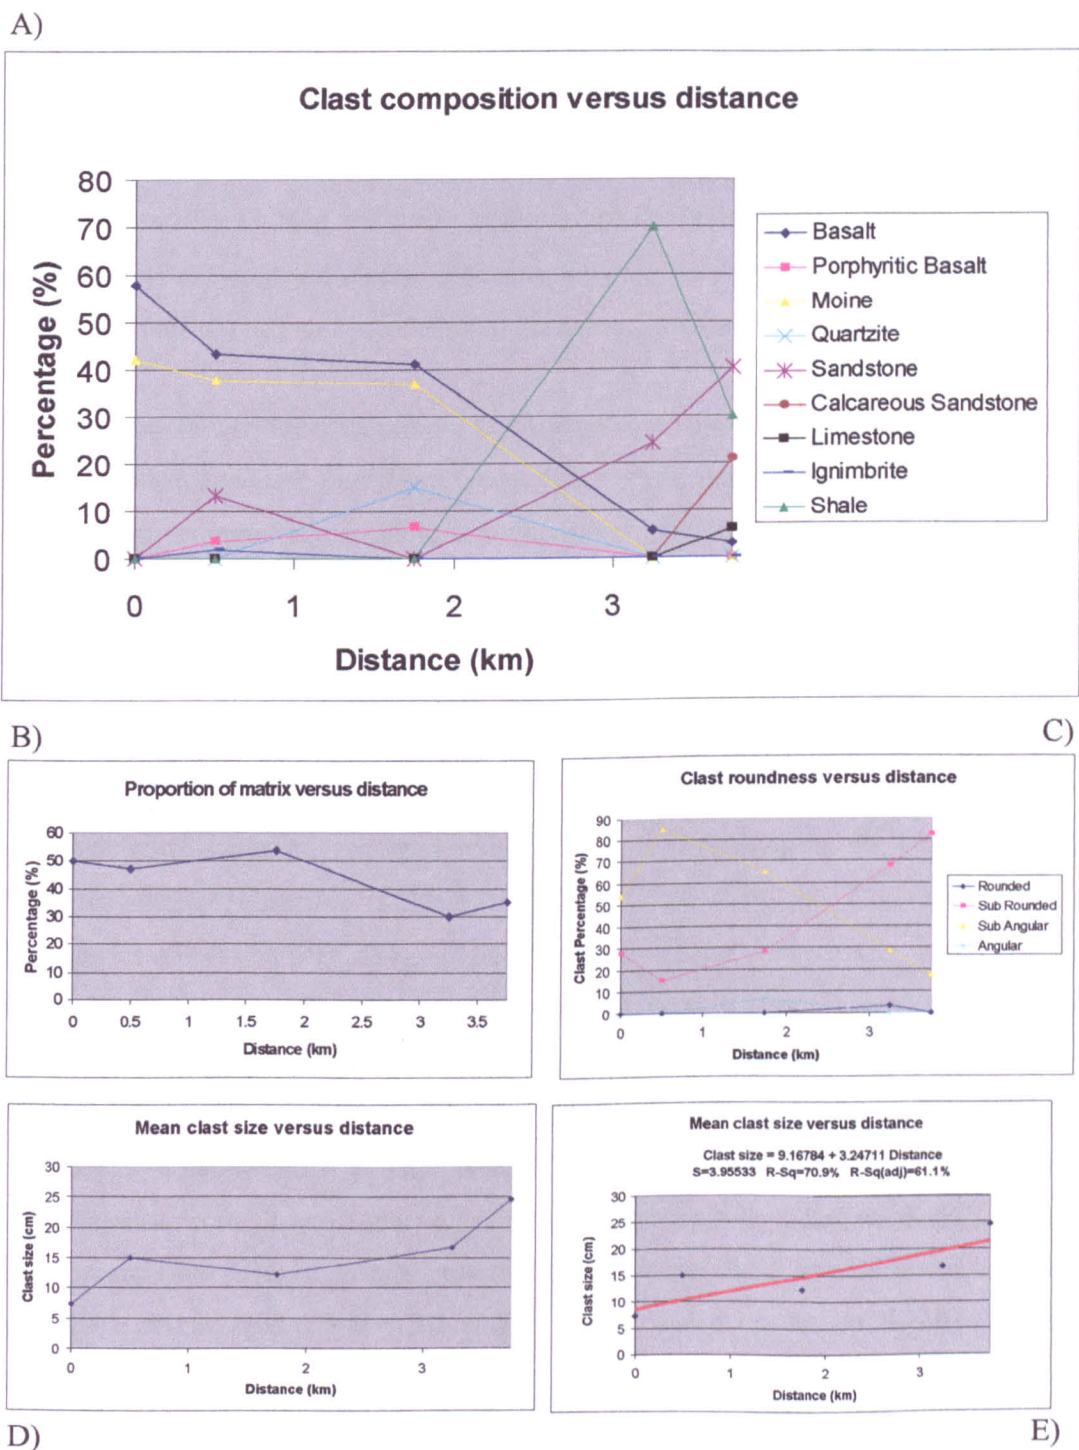 A)
Clast composition versus distance
80
70
60
50
40
30
20
10
0
Percentage (%)
0 1 2 3
Distance (km)
Basalt
Porphyritic Basalt
Moine
Quartzite
Sandstone
Calcareous Sandstone
Limestone
Ignimbrite
Shale
B)
C)
Proportion of matrix versus distance
60
50
40
30
20
10
0
Percentage (%)
0 0.5 1 1.5 2 2.5 3 3.5
Distance (km)
Clast roundness versus distance
90
80
70
60
50
40
30
20
10
0
Clast Percentage (%)
0 1 2 3
Distance (km)
Rounded
Sub Rounded
Sub Angular
Angular
Mean clast size versus distance
30
25
20
15
10
5
0
Clast size (cm)
0 1 2 3
Distance (km)
Mean clast size versus distance
Clast size = 9.16784 + 3.24711 Distance
S=3.95533 R-Sq=70.9% R-Sq(adj)=61.1%
30
25
20
15
10
5
0
Clast size (cm)
0 1 2 3
Distance (km)
D)
E)